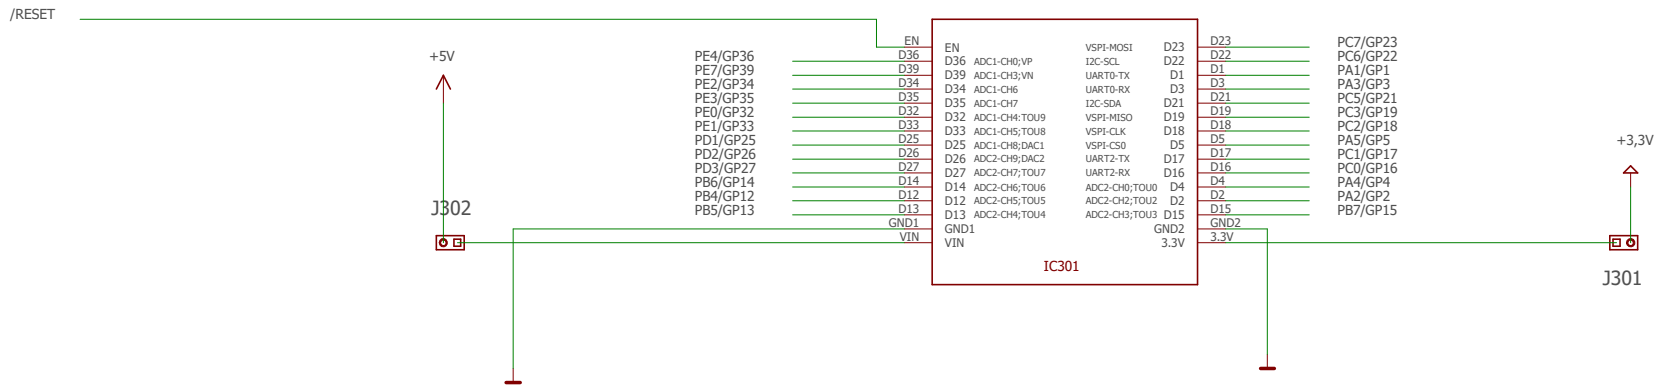 /RESET
+5V
J302
PE4/GP36
PE7/GP39
PE2/GP34
PE3/GP35
PE0/GP32
PE1/GP33
PD1/GP25
PD2/GP26
PD3/GP27
PB6/GP14
PB4/GP12
PB5/GP13
EN
D36
D39
D34
D35
D32
D33
D25
D26
D27
D14
D12
D13
GND1
VIN
EN
D36 ADC1-CH0;VP
D39 ADC1-CH3;VN
D34 ADC1-CH6
D35 ADC1-CH7
D32 ADC1-CH4:TOU9
D33 ADC1-CH5;TOU8
D25 ADC1-CH8;DAC1
D26 ADC2-CH9;DAC2
D27 ADC2-CH7;TOU7
D14 ADC2-CH6;TOU6
D12 ADC2-CH5;TOU5
D13 ADC2-CH4;TOU4
GND1
VIN
VSPI-MOSI D23
I2C-SCL D22
UART0-TX D1
UART0-RX D3
I2C-SDA D21
VSPI-MISO D19
VSPI-CLK D18
VSPI-CS0 D5
UART2-TX D17
UART2-RX D16
ADC2-CH0;TOU0 D4
ADC2-CH2;TOU2 D2
ADC2-CH3;TOU3 D15
GND2
3.3V
IC301
D23
D22
D1
D3
D21
D19
D18
D5
D17
D16
D4
D2
D15
GND2
3.3V
PC7/GP23
PC6/GP22
PA1/GP1
PA3/GP3
PC5/GP21
PC3/GP19
PC2/GP18
PA5/GP5
PC1/GP17
PC0/GP16
PA4/GP4
PA2/GP2
PB7/GP15
+3,3V
J301